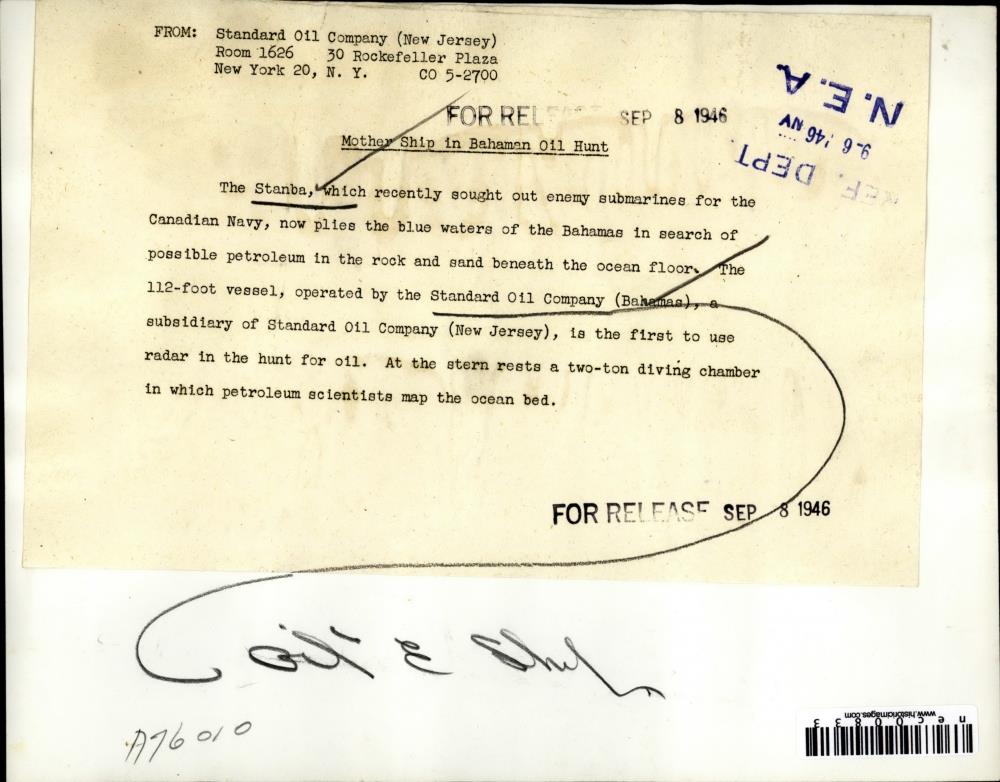 FROM: Standard Oil Company (New Jersey)
Room 1626 30 Rockefeller Plaza
New York 20, N. Y. CO 5-2700
N.E.A.
9.6.'46 NY
REF. DEPT.
FOR RELEASE SEP 8 1946
Mother Ship in Bahaman Oil Hunt
The Stanba, which recently sought out enemy submarines for the
Canadian Navy, now plies the blue waters of the Bahamas in search of
possible petroleum in the rock and sand beneath the ocean floor. The
112-foot vessel, operated by the Standard Oil Company (Bahamas), a
subsidiary of Standard Oil Company (New Jersey), is the first to use
radar in the hunt for oil. At the stern rests a two-ton diving chamber
in which petroleum scientists map the ocean bed.
FOR RELEASE SEP 8 1946
A76010
www.historicimages.com
nec00833